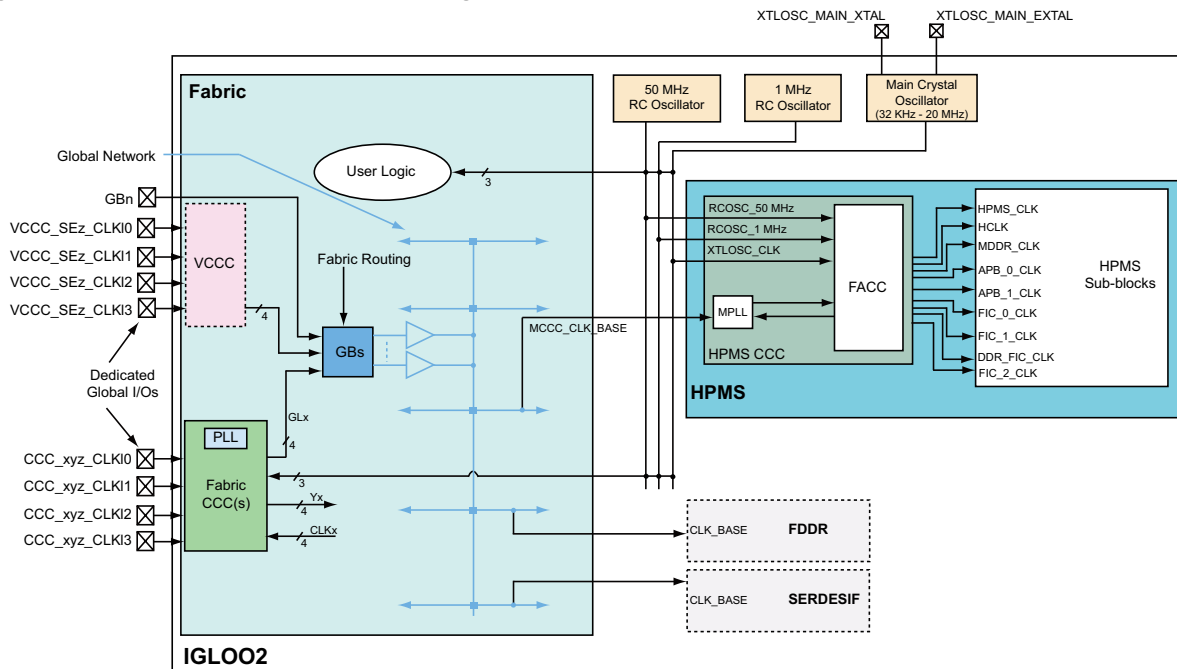 XTLOSC_MAIN_XTAL
XTLOSC_MAIN_EXTAL
Fabric
50 MHz
RC Oscillator
1 MHz
RC Oscillator
Main Crystal
Oscillator
(32 KHz - 20 MHz)
Global Network
User Logic
3
GBn
VCCC_SEz_CLKI0
VCCC_SEz_CLKI1
VCCC_SEz_CLKI2
VCCC_SEz_CLKI3
VCCC
4
Fabric Routing
GBs
Dedicated
Global I/Os
GLx
4
PLL
Fabric
CCC(s)
CCC_xyz_CLKI0
CCC_xyz_CLKI1
CCC_xyz_CLKI2
CCC_xyz_CLKI3
3
Yx
4
CLKx
4
MCCC_CLK_BASE
RCOSC_50 MHz
RCOSC_1 MHz
XTLOSC_CLK
FACC
MPLL
HPMS CCC
HPMS
HPMS_CLK
HCLK
MDDR_CLK
APB_0_CLK
APB_1_CLK
FIC_0_CLK
FIC_1_CLK
DDR_FIC_CLK
FIC_2_CLK
HPMS
Sub-blocks
CLK_BASE
FDDR
CLK_BASE
SERDESIF
IGLOO2